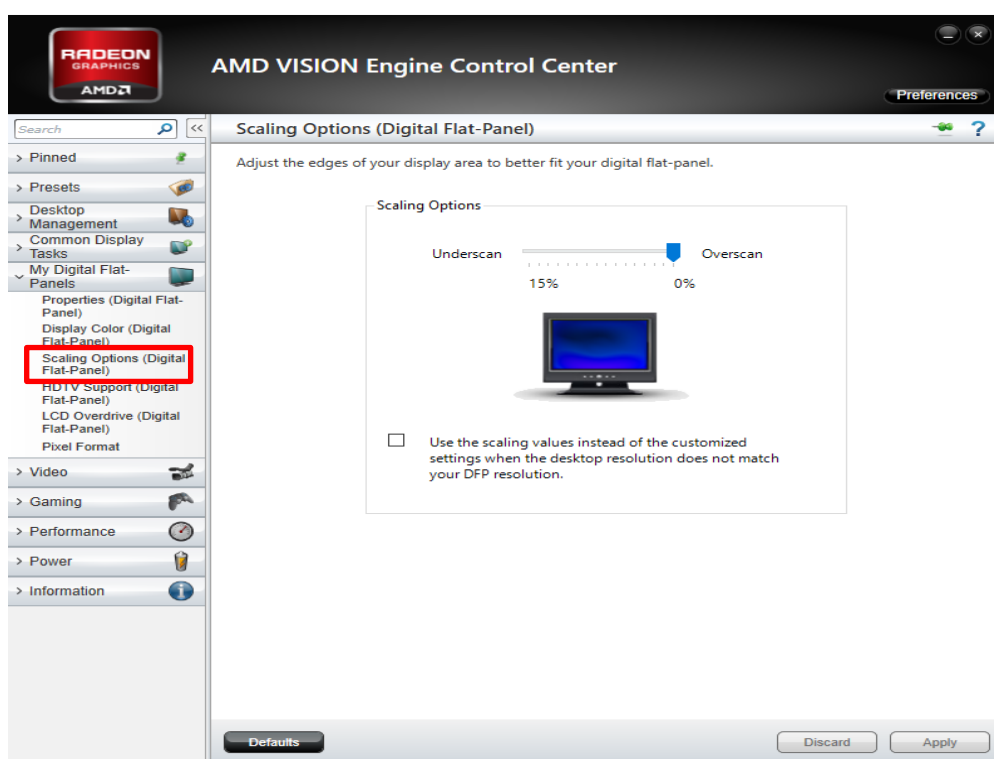 RADEON
GRAPHICS
AMD
AMD VISION Engine Control Center
Preferences
Search
<<
Scaling Options (Digital Flat-Panel)
?
> Pinned
> Presets
> Desktop
Management
> Common Display
Tasks
My Digital Flat-
Panels
Properties (Digital Flat-
Panel)
Display Color (Digital
Flat-Panel)
Scaling Options (Digital
Flat-Panel)
HDTV Support (Digital
Flat-Panel)
LCD Overdrive (Digital
Flat-Panel)
Pixel Format
> Video
> Gaming
> Performance
> Power
> Information
Adjust the edges of your display area to better fit your digital flat-panel.
Scaling Options
Underscan
Overscan
15%
0%
Use the scaling values instead of the customized
settings when the desktop resolution does not match
your DFP resolution.
Defaults
Discard
Apply